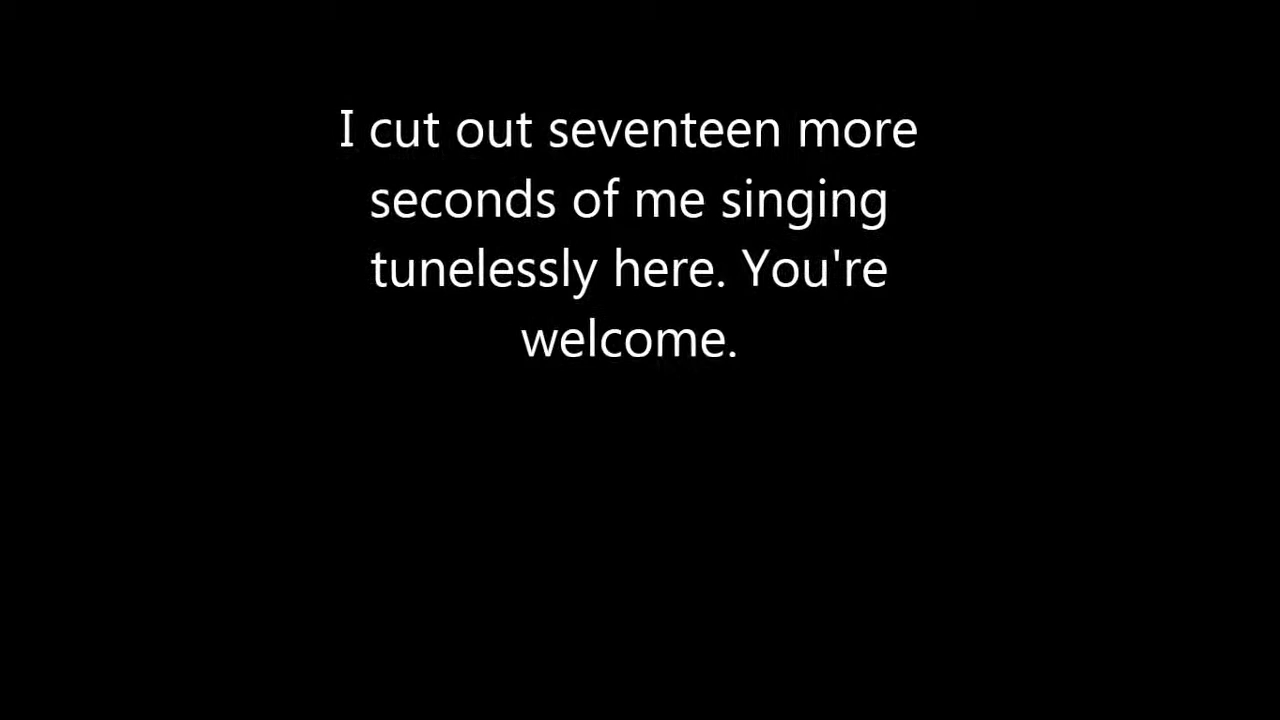 I cut out seventeen more
seconds of me singing
tunelessly here. You're
welcome.